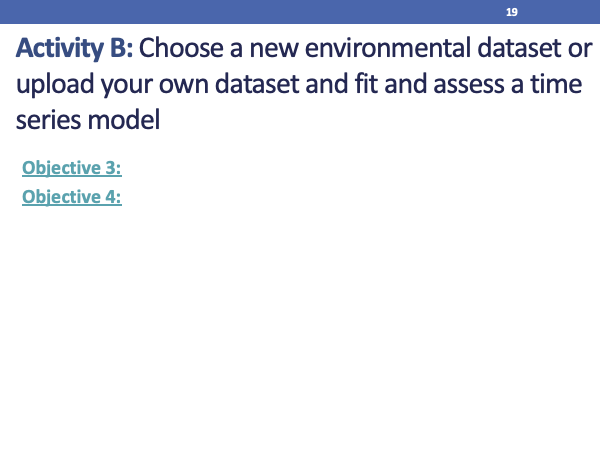 19
Activity B: Choose a new environmental dataset or
upload your own dataset and fit and assess a time
series model
Objective 3:
Objective 4: